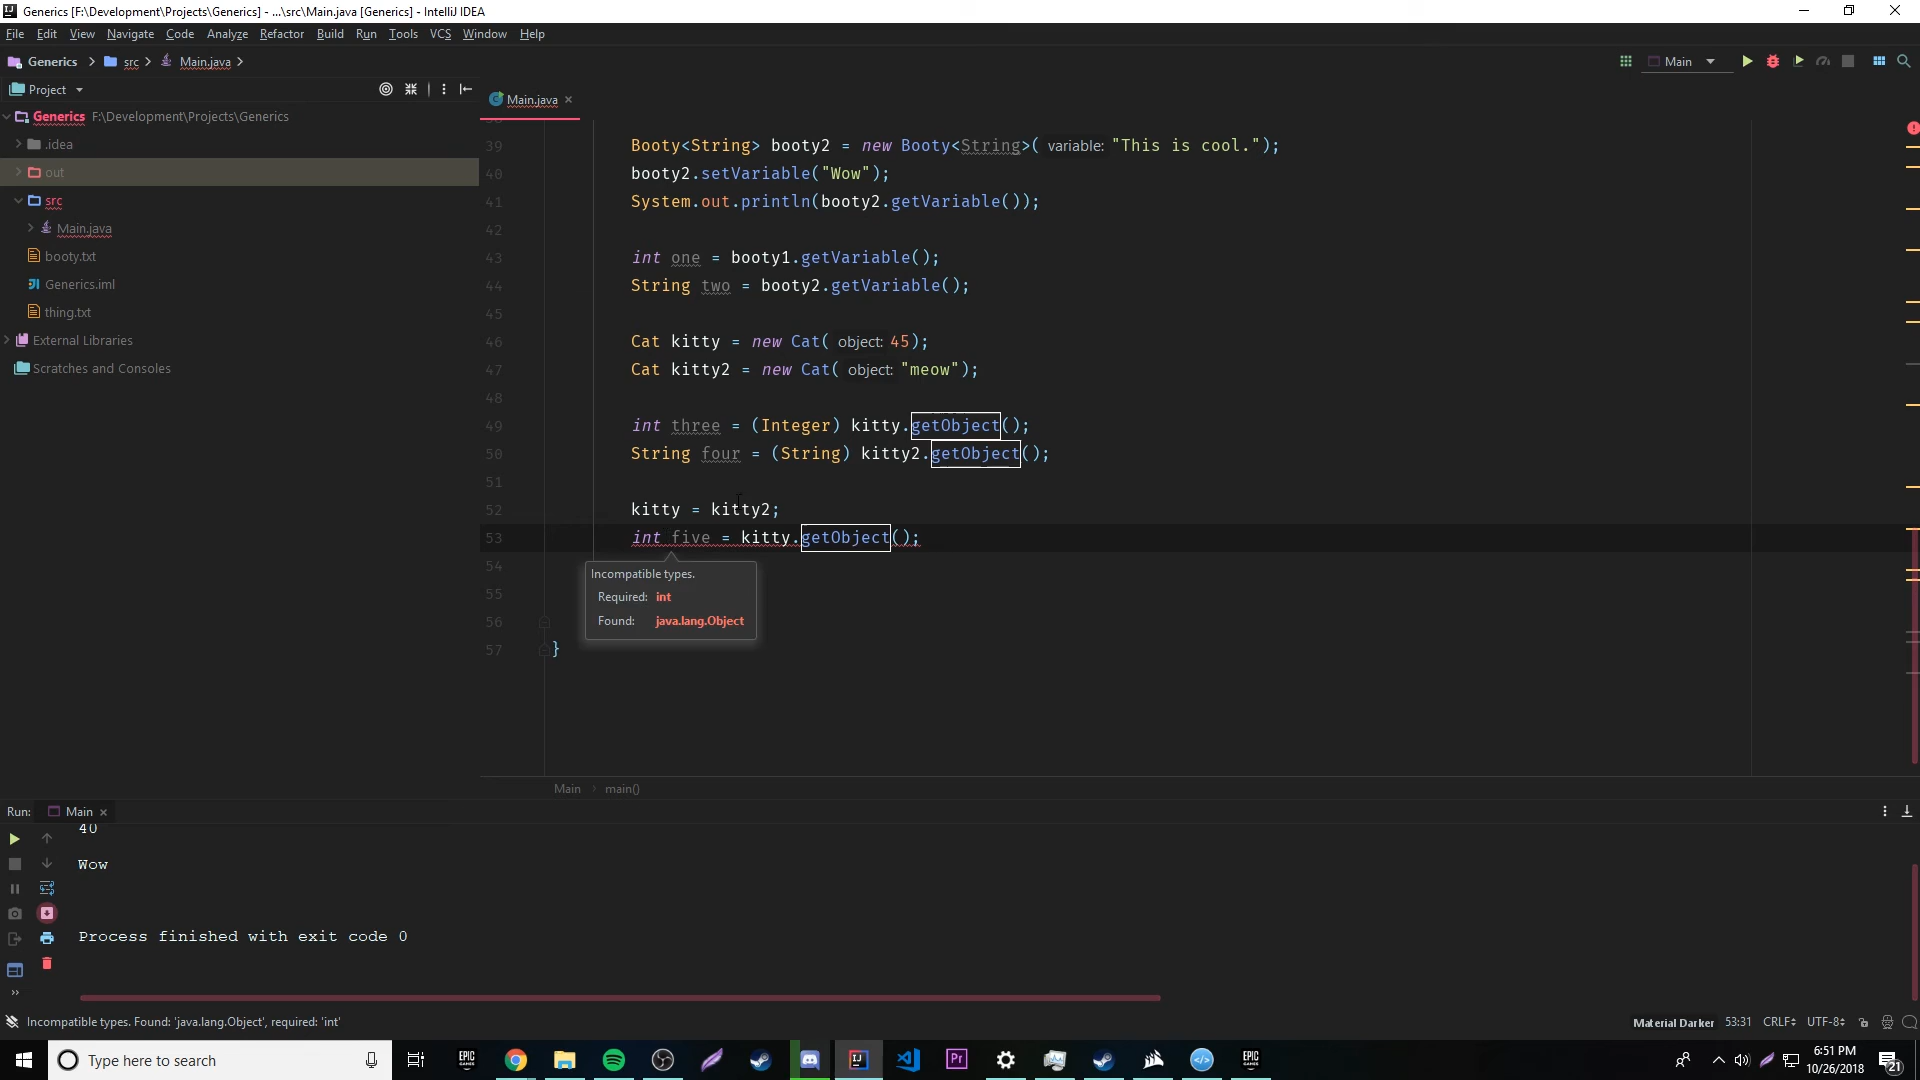 Generics [F:\Development\Projects\Generics] - ...\src\Main.java [Generics] - IntelliJ IDEA
File Edit View Navigate Code Analyze Refactor Build Run Tools VCS Window Help
Generics src Main.java Main
Project
Main.java ×
Generics F:\Development\Projects\Generics
.idea
out
src
Main.java
booty.txt
Generics.iml
thing.txt
External Libraries
Scratches and Consoles
39 Booty<String> booty2 = new Booty<String>( variable: "This is cool.");
40 booty2.setVariable("Wow");
41 System.out.println(booty2.getVariable());
42
43 int one = booty1.getVariable();
44 String two = booty2.getVariable();
45
46 Cat kitty = new Cat( object: 45);
47 Cat kitty2 = new Cat( object: "meow");
48
49 int three = (Integer) kitty.getObject();
50 String four = (String) kitty2.getObject();
51
52 kitty = kitty2;
53 int five = kitty.getObject();
54
55
56
57 }
Incompatible types.
Required: int
Found: java.lang.Object
Main main()
Run: Main ×
40
Wow
Process finished with exit code 0
Incompatible types. Found: 'java.lang.Object', required: 'int'
Material Darker 53:31 CRLF UTF-8
Type here to search
EPIC GAMES
Pr
EPIC GAMES
6:51 PM
10/26/2018
21